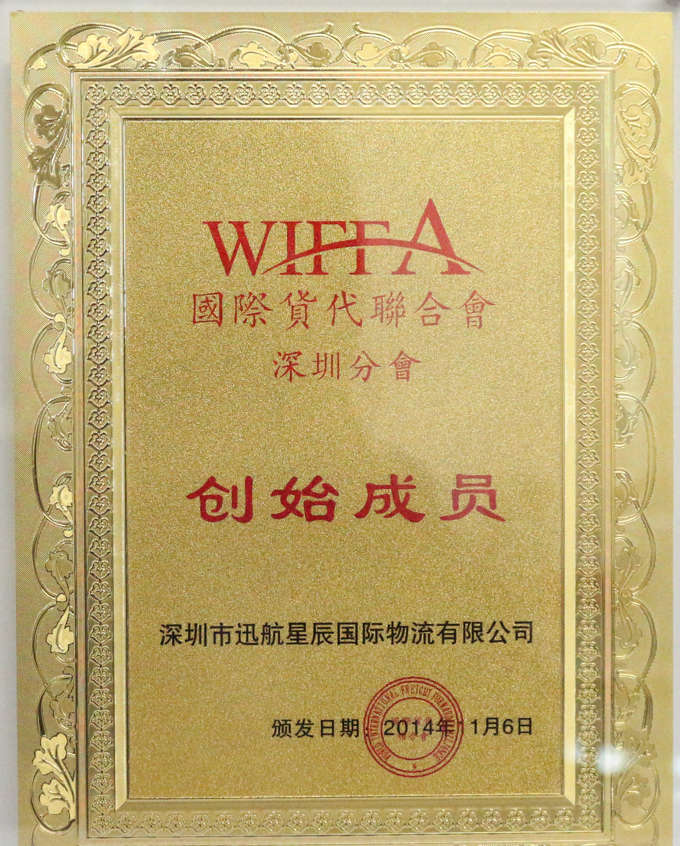 WIFFA
國際貨代聯合會
深圳分會
创始成员
深圳市迅航星辰国际物流有限公司
颁发日期 2014年11月6日